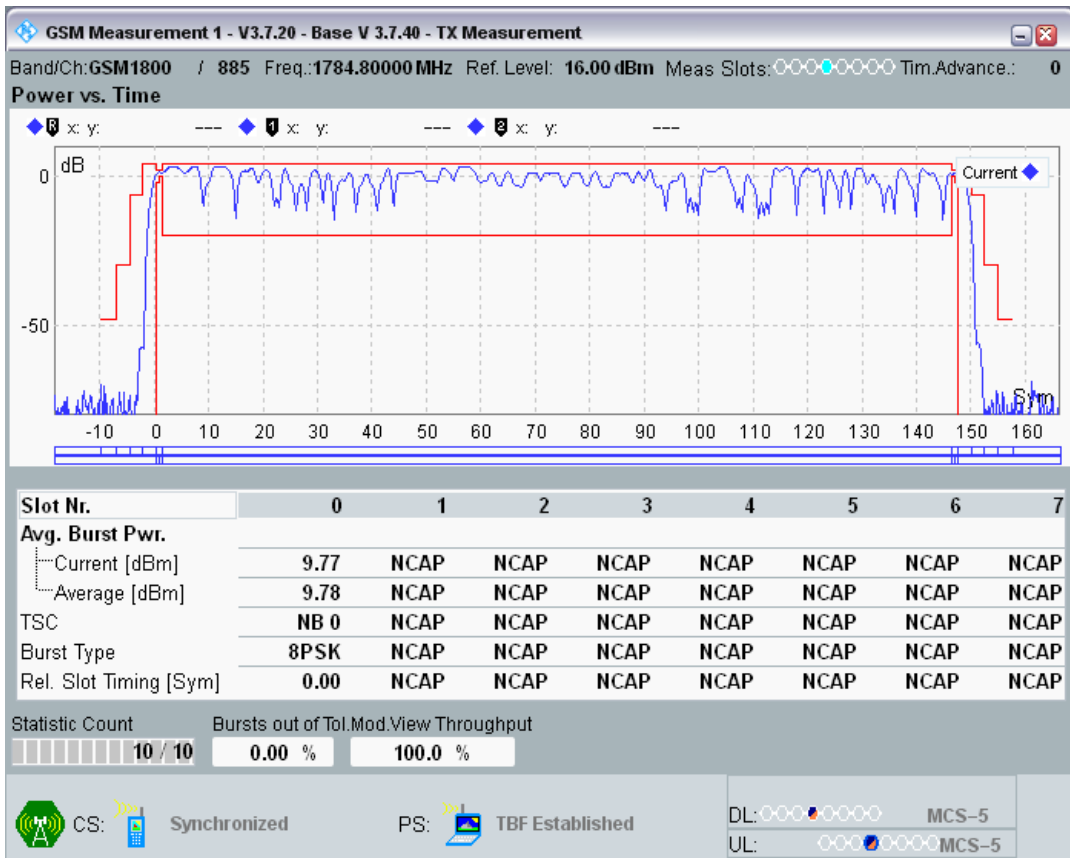 GSM Measurement 1 - V3.7.20 - Base V 3.7.40 - TX Measurement
Band/Ch:GSM1800 / 885 Freq.:1784.80000 MHz Ref. Level: 16.00 dBm Meas Slots: Tim.Advance.: 0
Power vs. Time
R x: y: --- 1 x: y: --- 2 x: y: ---
dB
Current
0
-50
Sym
-10 0 10 20 30 40 50 60 70 80 90 100 110 120 130 140 150 160
Slot Nr. 0 1 2 3 4 5 6 7
Avg. Burst Pwr.
Current [dBm] 9.77 NCAP NCAP NCAP NCAP NCAP NCAP NCAP
Average [dBm] 9.78 NCAP NCAP NCAP NCAP NCAP NCAP NCAP
TSC NB 0 NCAP NCAP NCAP NCAP NCAP NCAP NCAP
Burst Type 8PSK NCAP NCAP NCAP NCAP NCAP NCAP NCAP
Rel. Slot Timing [Sym] 0.00 NCAP NCAP NCAP NCAP NCAP NCAP NCAP
Statistic Count Bursts out of Tol.Mod.View Throughput
10 / 10 0.00 % 100.0 %
CS: Synchronized PS: TBF Established
DL: MCS-5
UL: MCS-5